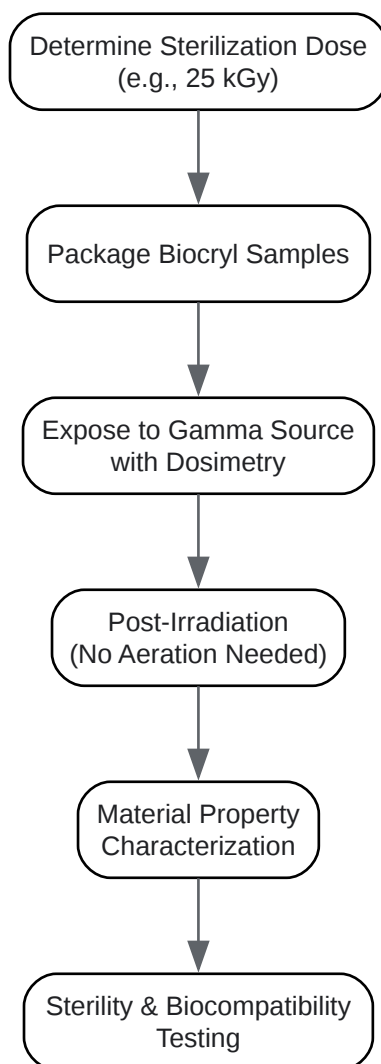 Determine Sterilization Dose
(e.g., 25 kGy)
Package Biocryl Samples
Expose to Gamma Source
with Dosimetry
Post-Irradiation
(No Aeration Needed)
Material Property
Characterization
Sterility & Biocompatibility
Testing